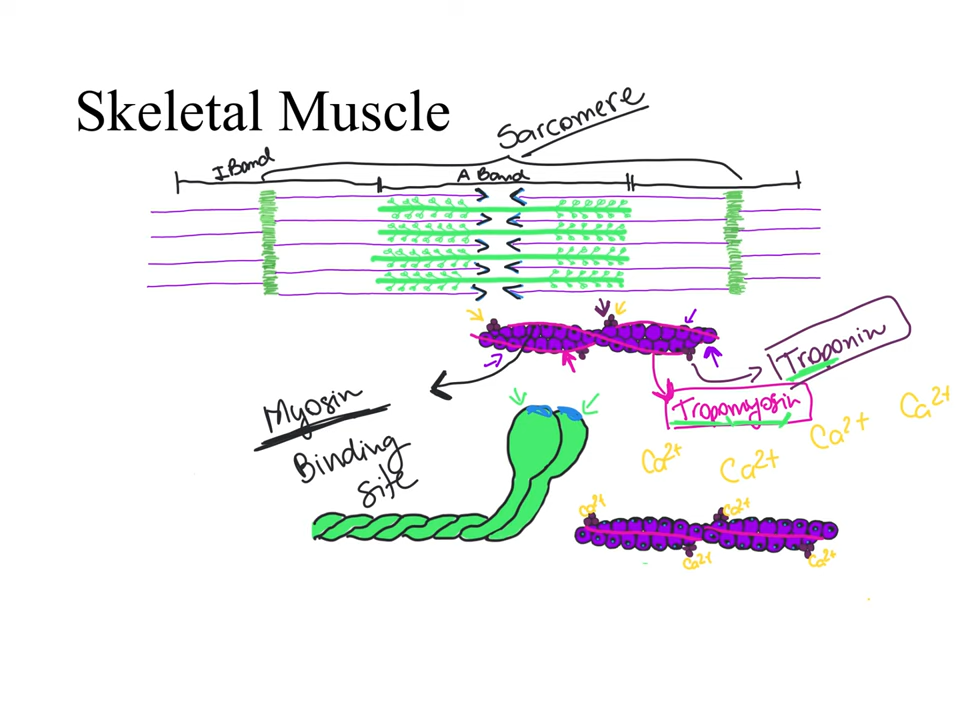 Skeletal Muscle
Sarcomere
I Band
A Band
Troponin
Tropomyosin
Myosin
Binding
Site
Ca2+
Ca2+
Ca2+
Ca2+
Ca2+
Ca2+
Ca2+
Ca2+